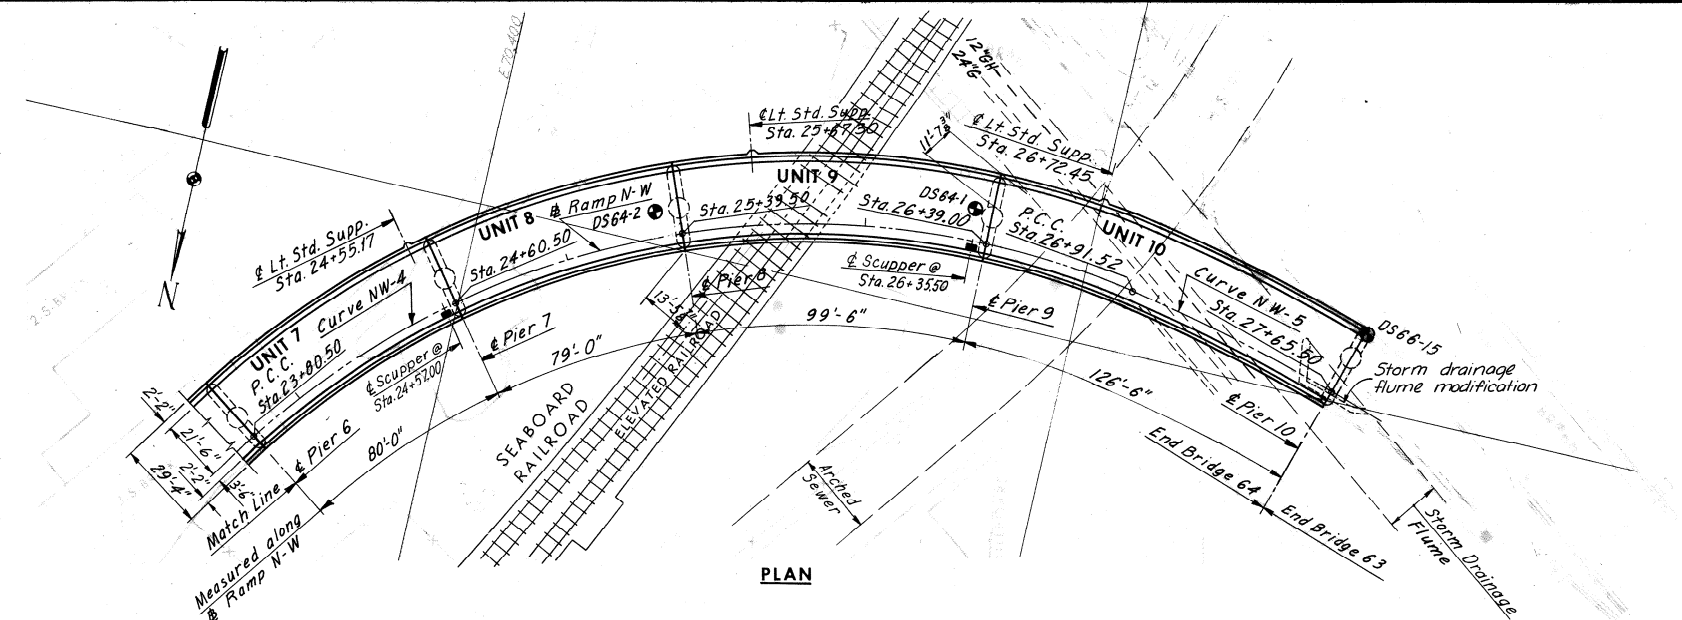 E 70,400
12"GH
24"G
℄ Lt. Std. Supp.
Sta. 25+67.50
11'-7¾"
℄ Lt. Std. Supp.
Sta. 26+72.45
UNIT 9
℄ Lt. Std. Supp.
Sta. 24+55.17
UNIT 8
Ramp N-W
DS64-2
Sta. 25+39.50
DS64-1
Sta. 26+39.00
P.C.C.
Sta. 26+91.52
UNIT 10
Sta. 24+60.50
N
UNIT 7
Curve NW-4
P.C.C.
Sta. 23+80.50
℄ Scupper @
Sta. 24+57.00
℄ Pier 7
℄ Pier 8
℄ Scupper @
Sta. 26+35.50
℄ Pier 9
Curve NW-5
Sta. 27+65.50
DS66-15
Storm drainage
flume modification
2'-2"
21'-6"
2'-2"
29'-4"
3'-6"
℄ Pier 6
80'-0"
79'-0"
99'-6"
126'-6"
℄ Pier 10
SEABOARD
RAILROAD
ELEVATED RAILROAD
Match Line
Measured along
Ramp N-W
Arched
Sewer
End Bridge 64
End Bridge 63
Storm Drainage
Flume
PLAN